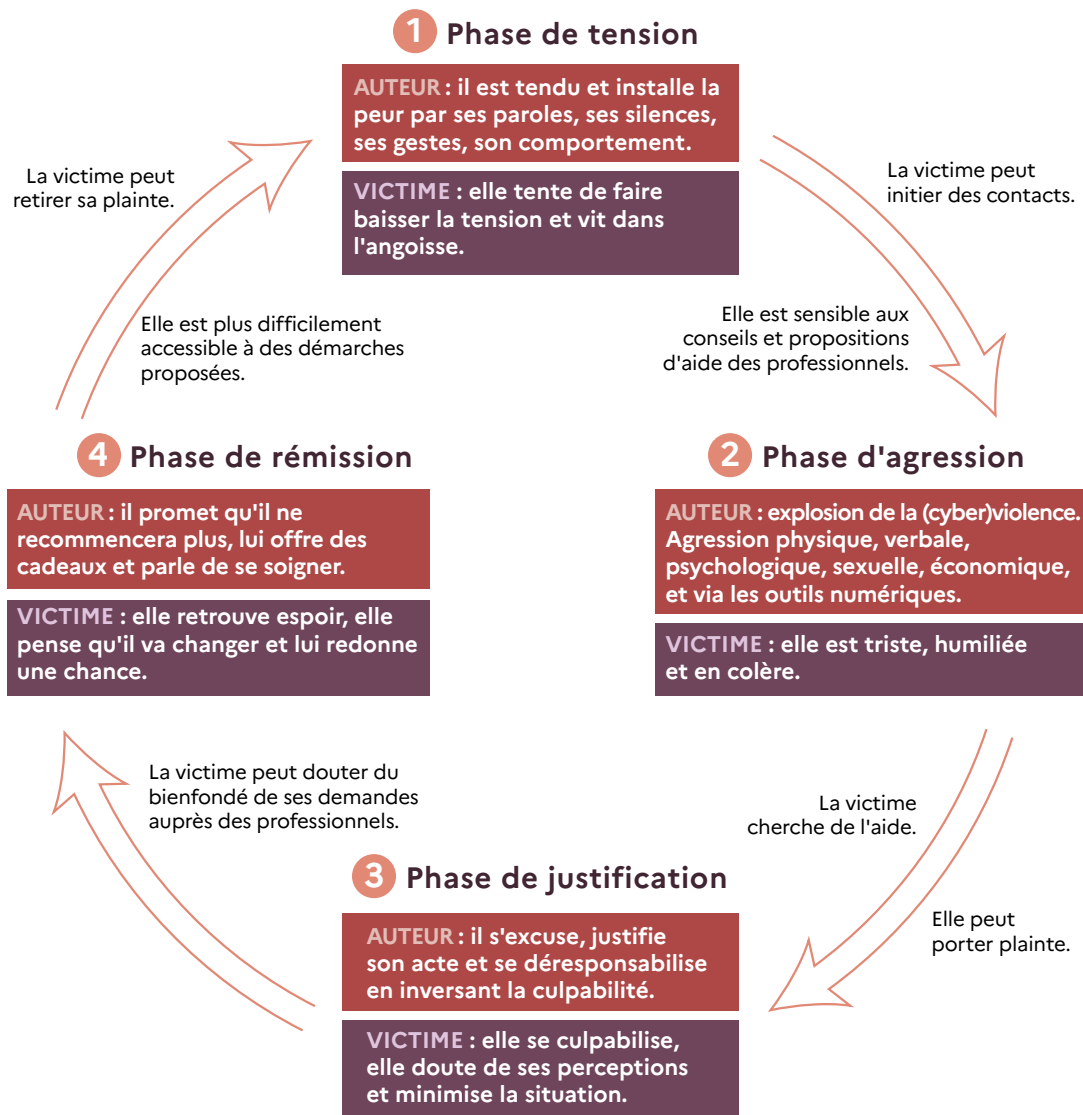 1 Phase de tension
AUTEUR : il est tendu et installe la
peur par ses paroles, ses silences,
ses gestes, son comportement.
VICTIME : elle tente de faire
baisser la tension et vit dans
l'angoisse.
La victime peut
initier des contacts.
Elle est sensible aux
conseils et propositions
d'aide des professionnels.
2 Phase d'agression
AUTEUR : explosion de la (cyber)violence.
Agression physique, verbale,
psychologique, sexuelle, économique,
et via les outils numériques.
VICTIME : elle est triste, humiliée
et en colère.
La victime
cherche de l'aide.
Elle peut
porter plainte.
3 Phase de justification
AUTEUR : il s'excuse, justifie
son acte et se déresponsabilise
en inversant la culpabilité.
VICTIME : elle se culpabilise,
elle doute de ses perceptions
et minimise la situation.
La victime peut douter du
bienfondé de ses demandes
auprès des professionnels.
4 Phase de rémission
AUTEUR : il promet qu'il ne
recommencera plus, lui offre des
cadeaux et parle de se soigner.
VICTIME : elle retrouve espoir, elle
pense qu'il va changer et lui redonne
une chance.
La victime peut
retirer sa plainte.
Elle est plus difficilement
accessible à des démarches
proposées.